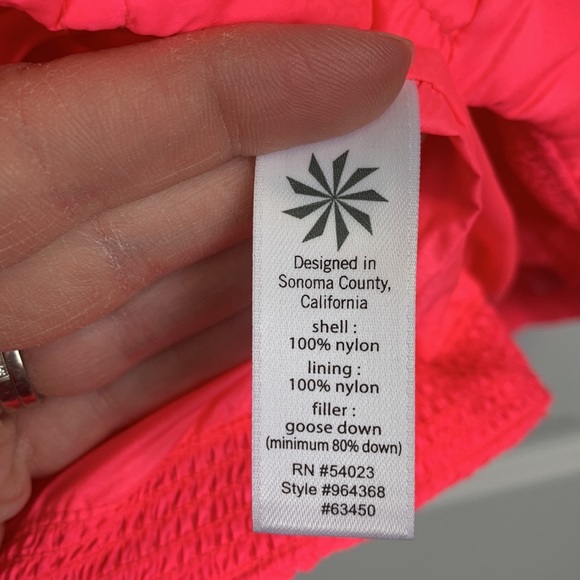 Designed in
Sonoma County,
California
shell :
100% nylon
lining :
100% nylon
filler :
goose down
(minimum 80% down)
RN #54023
Style #964368
#63450